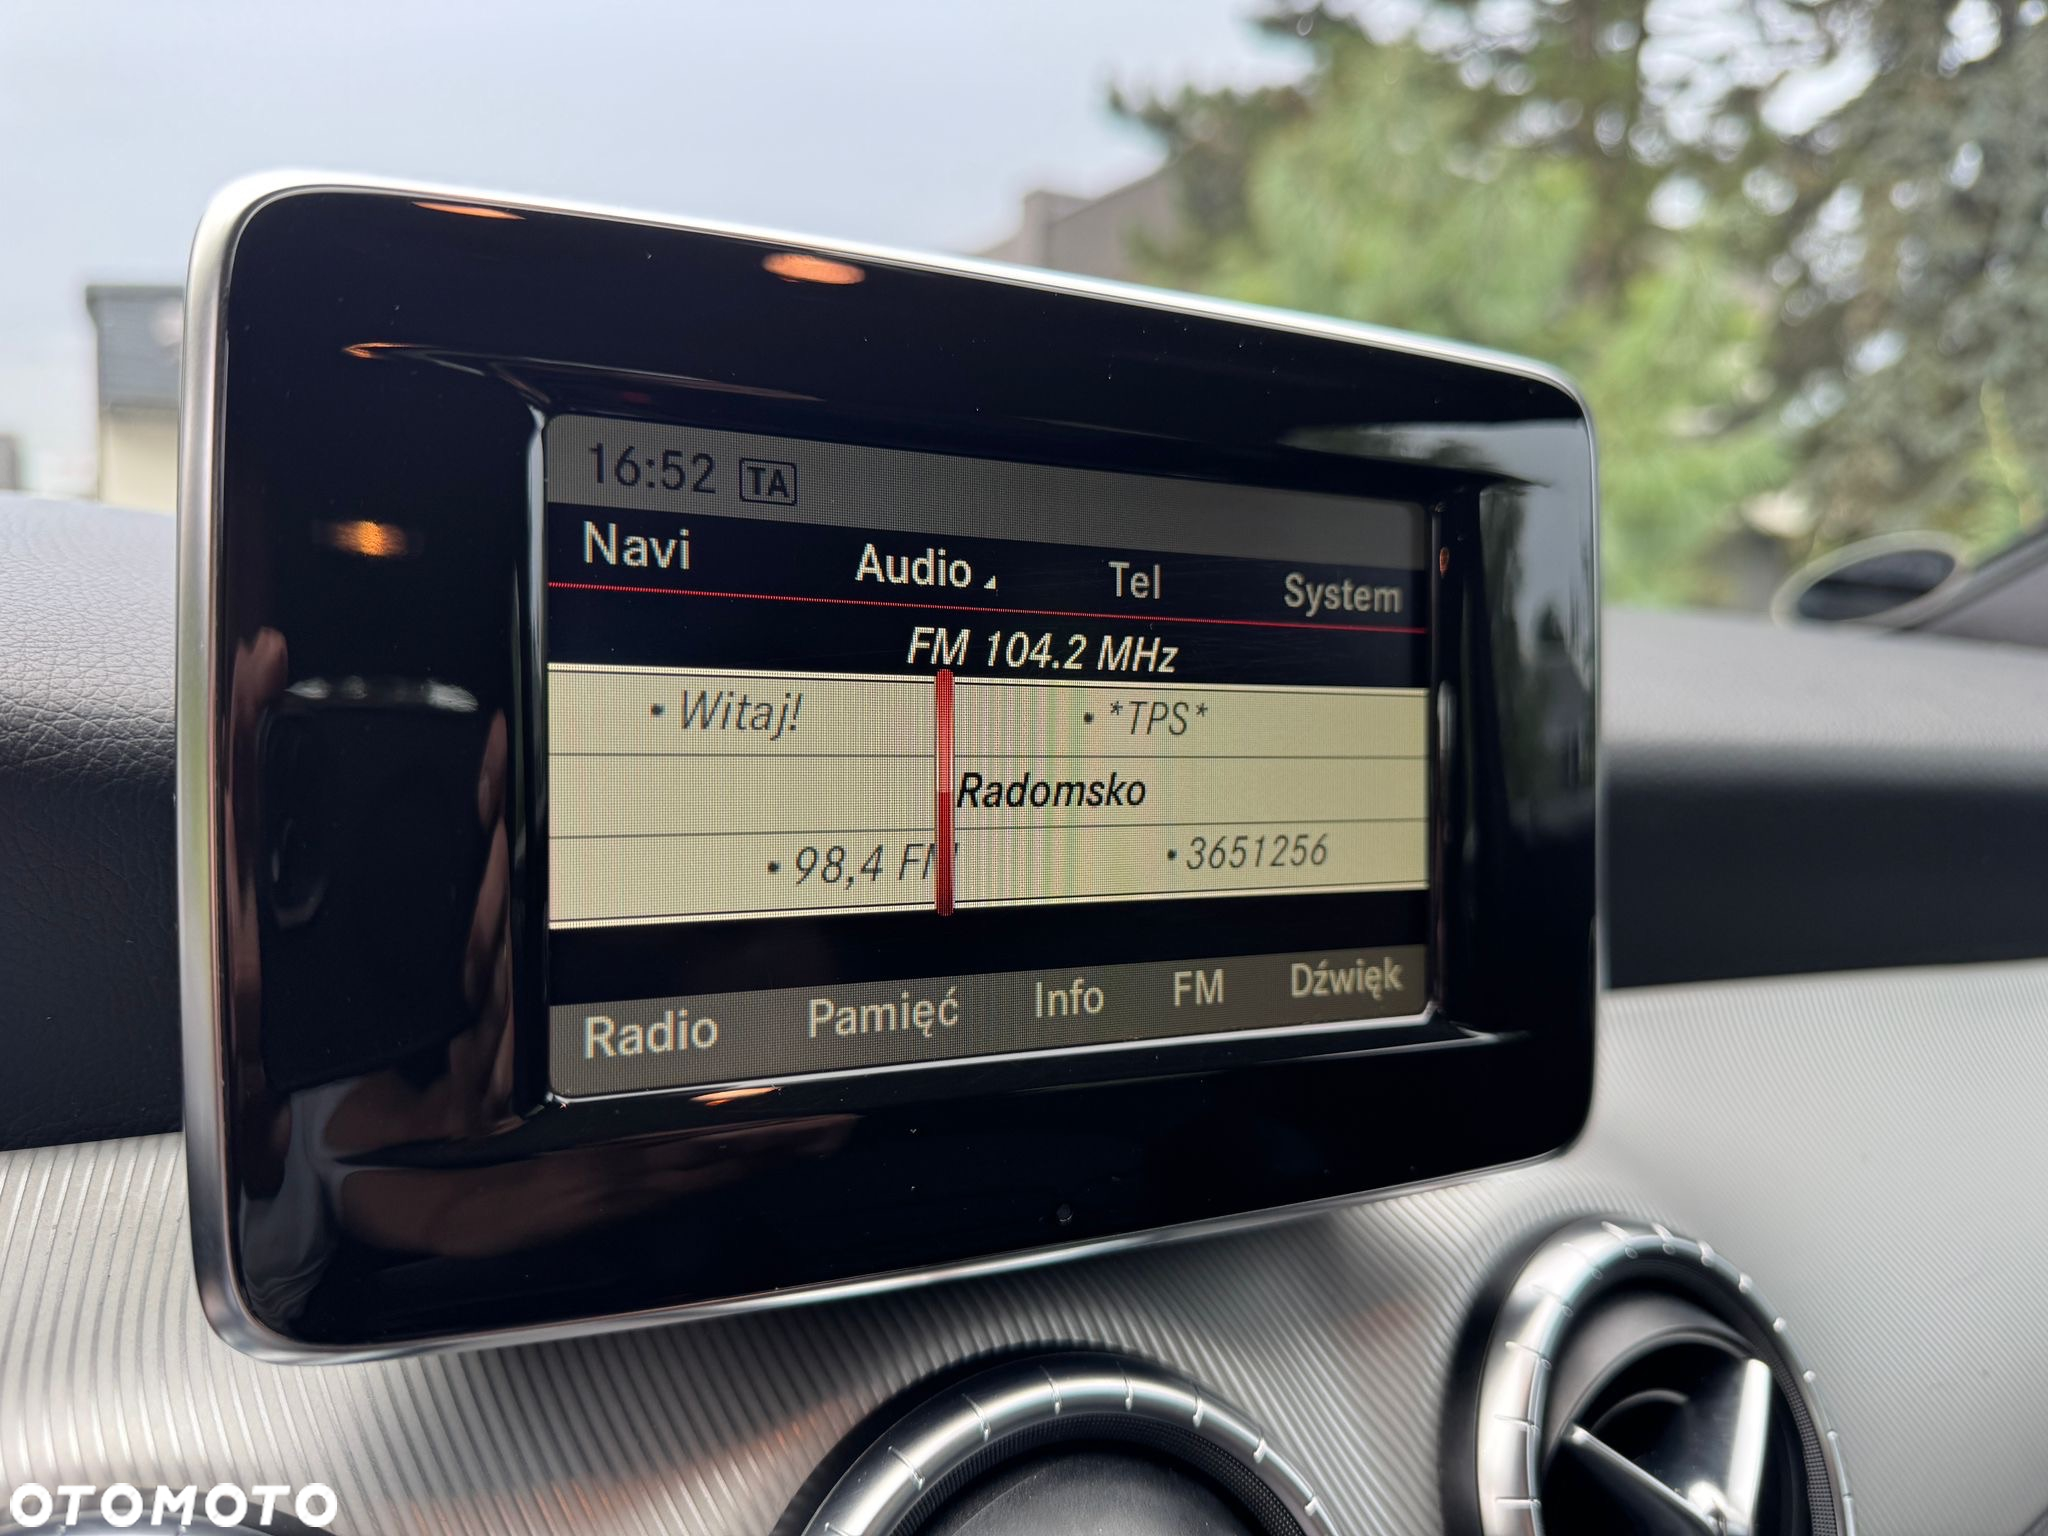 16:52 TA
Navi Audio Tel System
FM 104.2 MHz
• Witaj! • *TPS*
Radomsko
• 98,4 FM • 3651256
Radio Pamięć Info FM Dźwięk
OTOMOTO